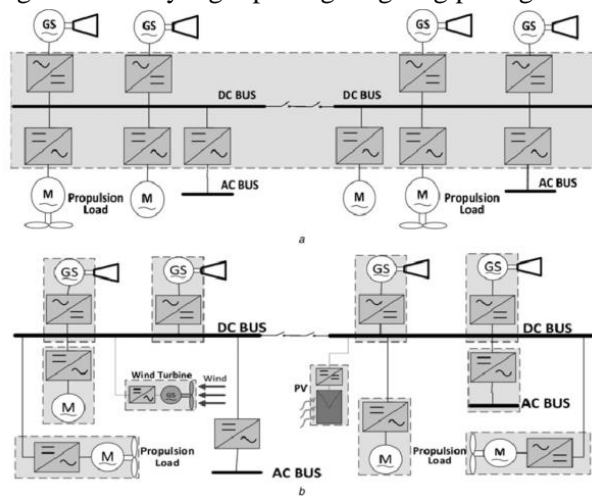 GS GS GS GS
DC BUS DC BUS
M Propulsion Load M AC BUS M M Propulsion Load AC BUS
a
GS GS GS GS
DC BUS DC BUS
Wind Turbine Wind PV
GS
M AC BUS
M Propulsion Load AC BUS M Propulsion Load M
b